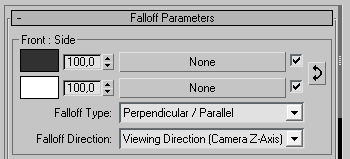 - Falloff Parameters
Front : Side
100,0 None
100,0 None
Falloff Type: Perpendicular / Parallel
Falloff Direction: Viewing Direction (Camera Z-Axis)